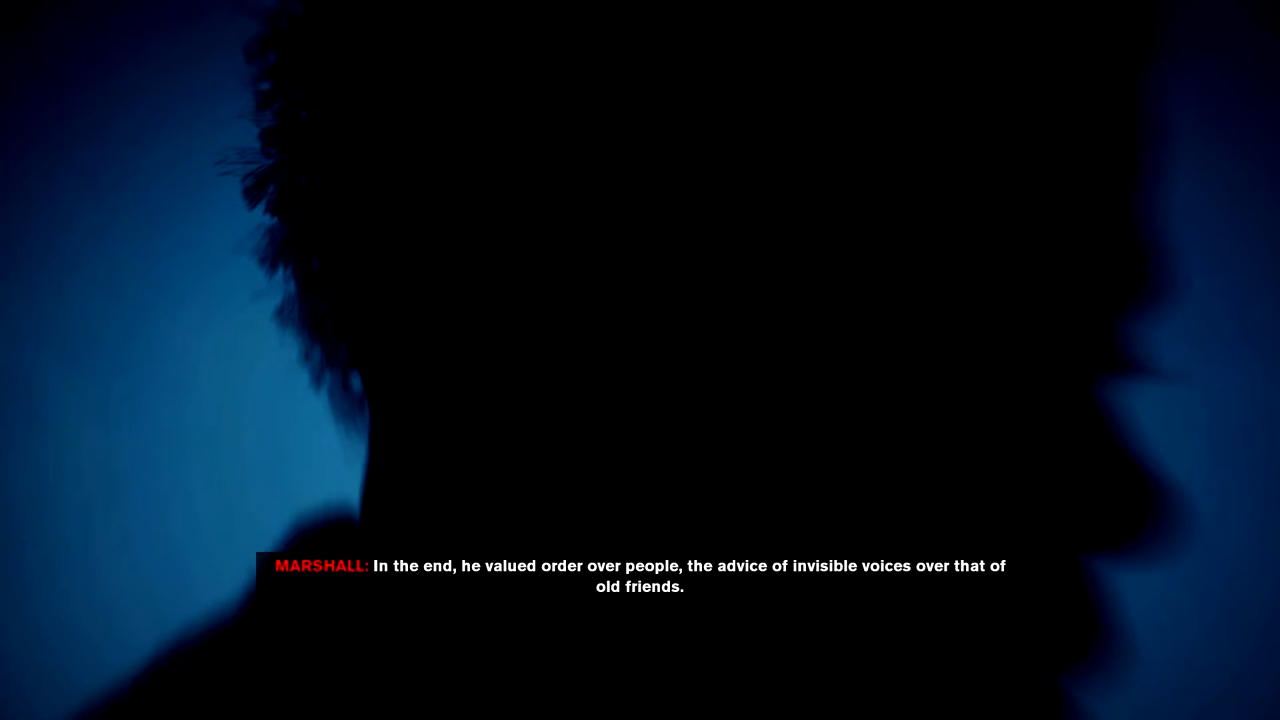 MARSHALL: In the end, he valued order over people, the advice of invisible voices over that of
old friends.